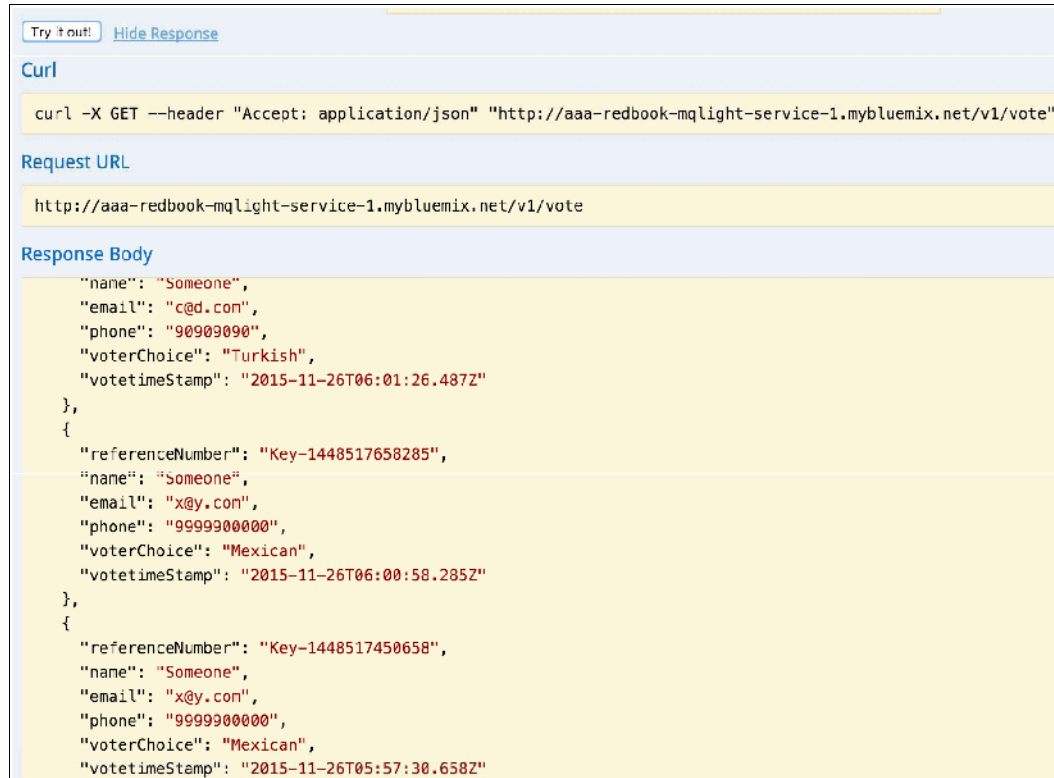 Try it out! Hide Response
Curl
curl -X GET --header "Accept: application/json" "http://aaa-redbook-mqlight-service-1.mybluemix.net/v1/vote"
Request URL
http://aaa-redbook-mqlight-service-1.mybluemix.net/v1/vote
Response Body
"name": "Someone",
"email": "c@d.com",
"phone": "90909090",
"voterChoice": "Turkish",
"votetimeStamp": "2015-11-26T06:01:26.487Z"
},
{
"referenceNumber": "Key-1448517658285",
"name": "Someone",
"email": "x@y.com",
"phone": "9999900000",
"voterChoice": "Mexican",
"votetimeStamp": "2015-11-26T06:00:58.285Z"
},
{
"referenceNumber": "Key-1448517450658",
"name": "Someone",
"email": "x@y.com",
"phone": "9999900000",
"voterChoice": "Mexican",
"votetimeStamp": "2015-11-26T05:57:30.658Z"